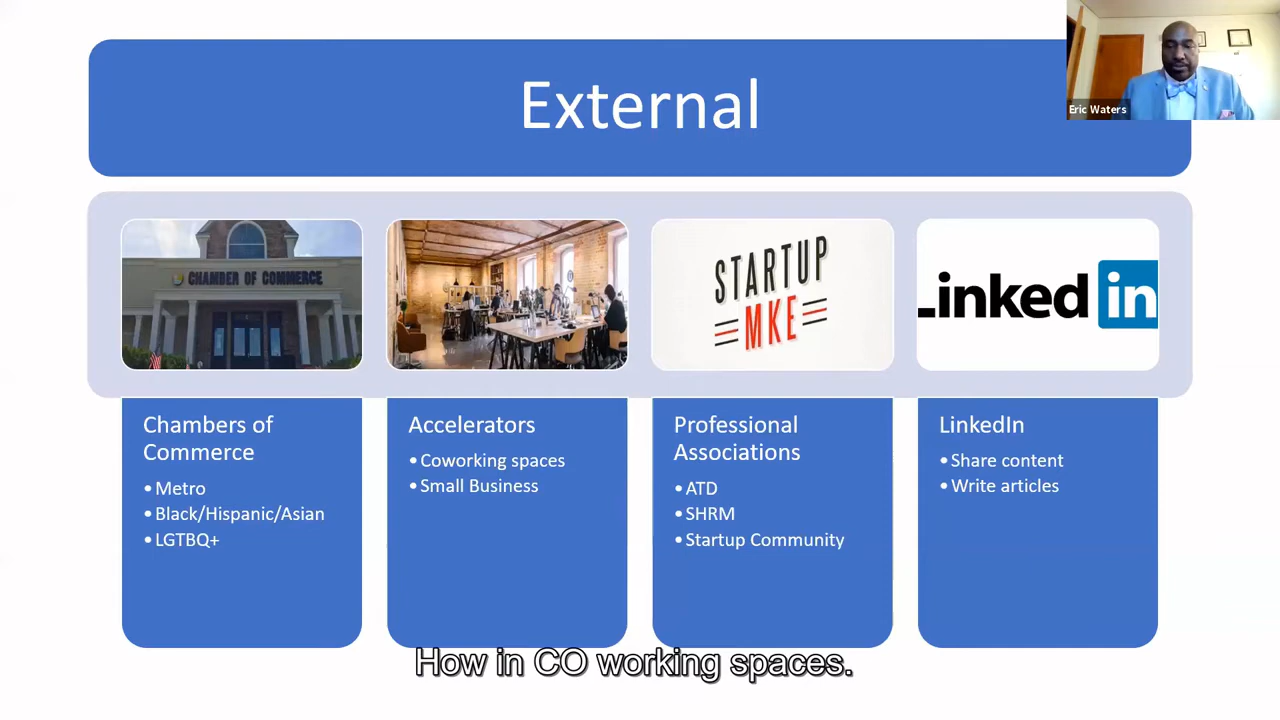 External
Eric Waters
CHAMBER OF COMMERCE
STARTUP
MKE
Linked in
Chambers of
Commerce
•Metro
•Black/Hispanic/Asian
•LGTBQ+
Accelerators
•Coworking spaces
•Small Business
Professional
Associations
•ATD
•SHRM
•Startup Community
LinkedIn
•Share content
•Write articles
How in CO working spaces.